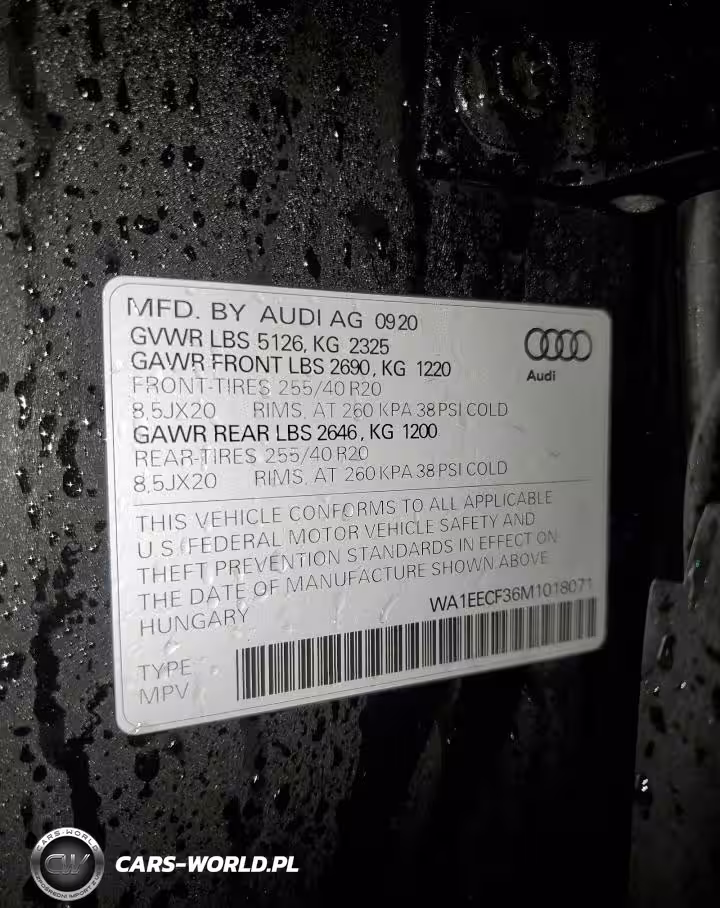 MFD. BY AUDI AG 0920
GVWR LBS 5126, KG 2325
GAWR FRONT LBS 2690, KG 1220
FRONT-TIRES 255/40 R20
8,5JX20 RIMS, AT 260 KPA 38 PSI COLD
GAWR REAR LBS 2646, KG 1200
REAR-TIRES 255/40 R20
8,5JX20 RIMS, AT 260 KPA 38 PSI COLD
Audi
THIS VEHICLE CONFORMS TO ALL APPLICABLE
U.S. FEDERAL MOTOR VEHICLE SAFETY AND
THEFT PREVENTION STANDARDS IN EFFECT ON
THE DATE OF MANUFACTURE SHOWN ABOVE
HUNGARY WA1EECF36M1018071
TYPE
MPV
CARS-WORLD
CW
CARS-WORLD.PL